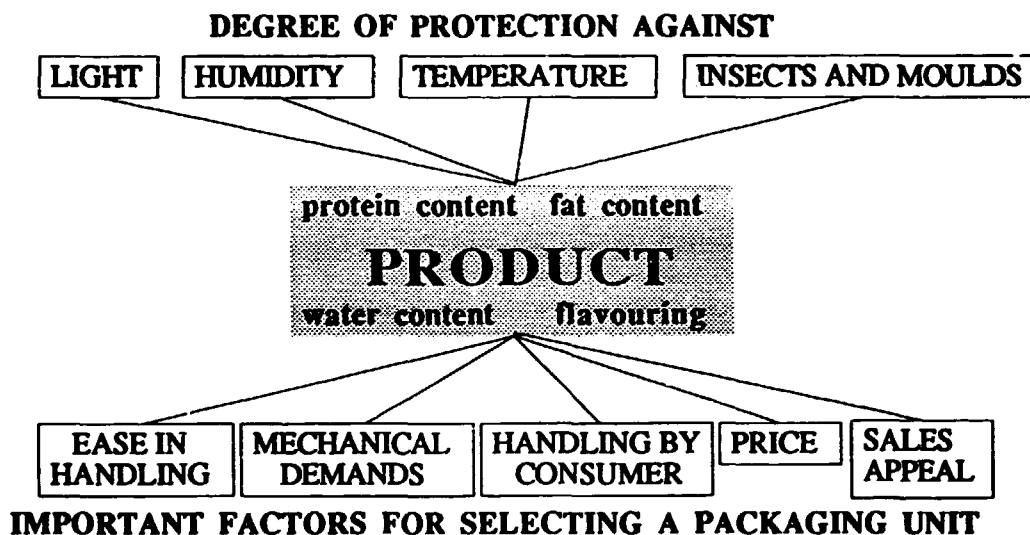 DEGREE OF PROTECTION AGAINST
LIGHT HUMIDITY TEMPERATURE INSECTS AND MOULDS
protein content fat content
PRODUCT
water content flavouring
EASE IN HANDLING
MECHANICAL DEMANDS
HANDLING BY CONSUMER
PRICE
SALES APPEAL
IMPORTANT FACTORS FOR SELECTING A PACKAGING UNIT